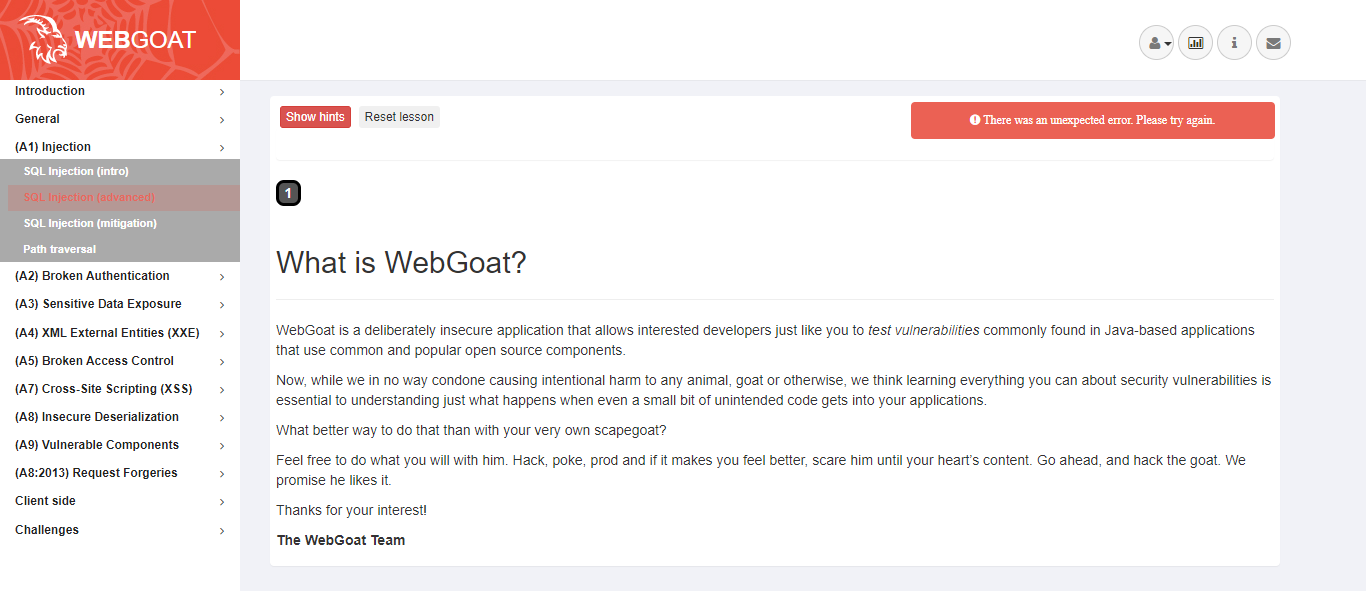 WEBGOAT
Introduction
General
(A1) Injection
SQL Injection (intro)
SQL Injection (advanced)
SQL Injection (mitigation)
Path traversal
(A2) Broken Authentication
(A3) Sensitive Data Exposure
(A4) XML External Entities (XXE)
(A5) Broken Access Control
(A7) Cross-Site Scripting (XSS)
(A8) Insecure Deserialization
(A9) Vulnerable Components
(A8:2013) Request Forgeries
Client side
Challenges
Show hints Reset lesson
There was an unexpected error. Please try again.
1
What is WebGoat?
WebGoat is a deliberately insecure application that allows interested developers just like you to test vulnerabilities commonly found in Java-based applications
that use common and popular open source components.
Now, while we in no way condone causing intentional harm to any animal, goat or otherwise, we think learning everything you can about security vulnerabilities is
essential to understanding just what happens when even a small bit of unintended code gets into your applications.
What better way to do that than with your very own scapegoat?
Feel free to do what you will with him. Hack, poke, prod and if it makes you feel better, scare him until your heart’s content. Go ahead, and hack the goat. We
promise he likes it.
Thanks for your interest!
The WebGoat Team